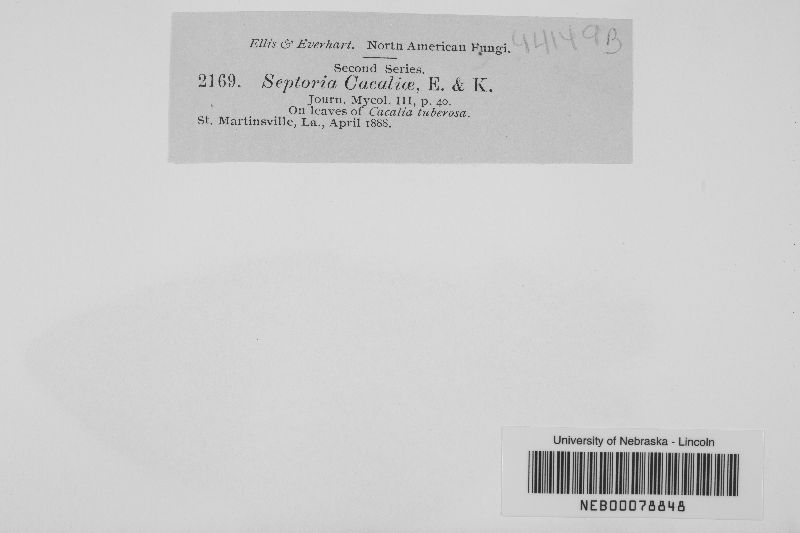 Ellis & Everhart. North American Fungi. 44149B
Second Series.
2169. Septoria Cacaliæ, E. & K.
Journ. Mycol. III, p. 40.
On leaves of Cacalia tuberosa.
St. Martinsville, La., April 1888.
University of Nebraska - Lincoln
NEB00078848